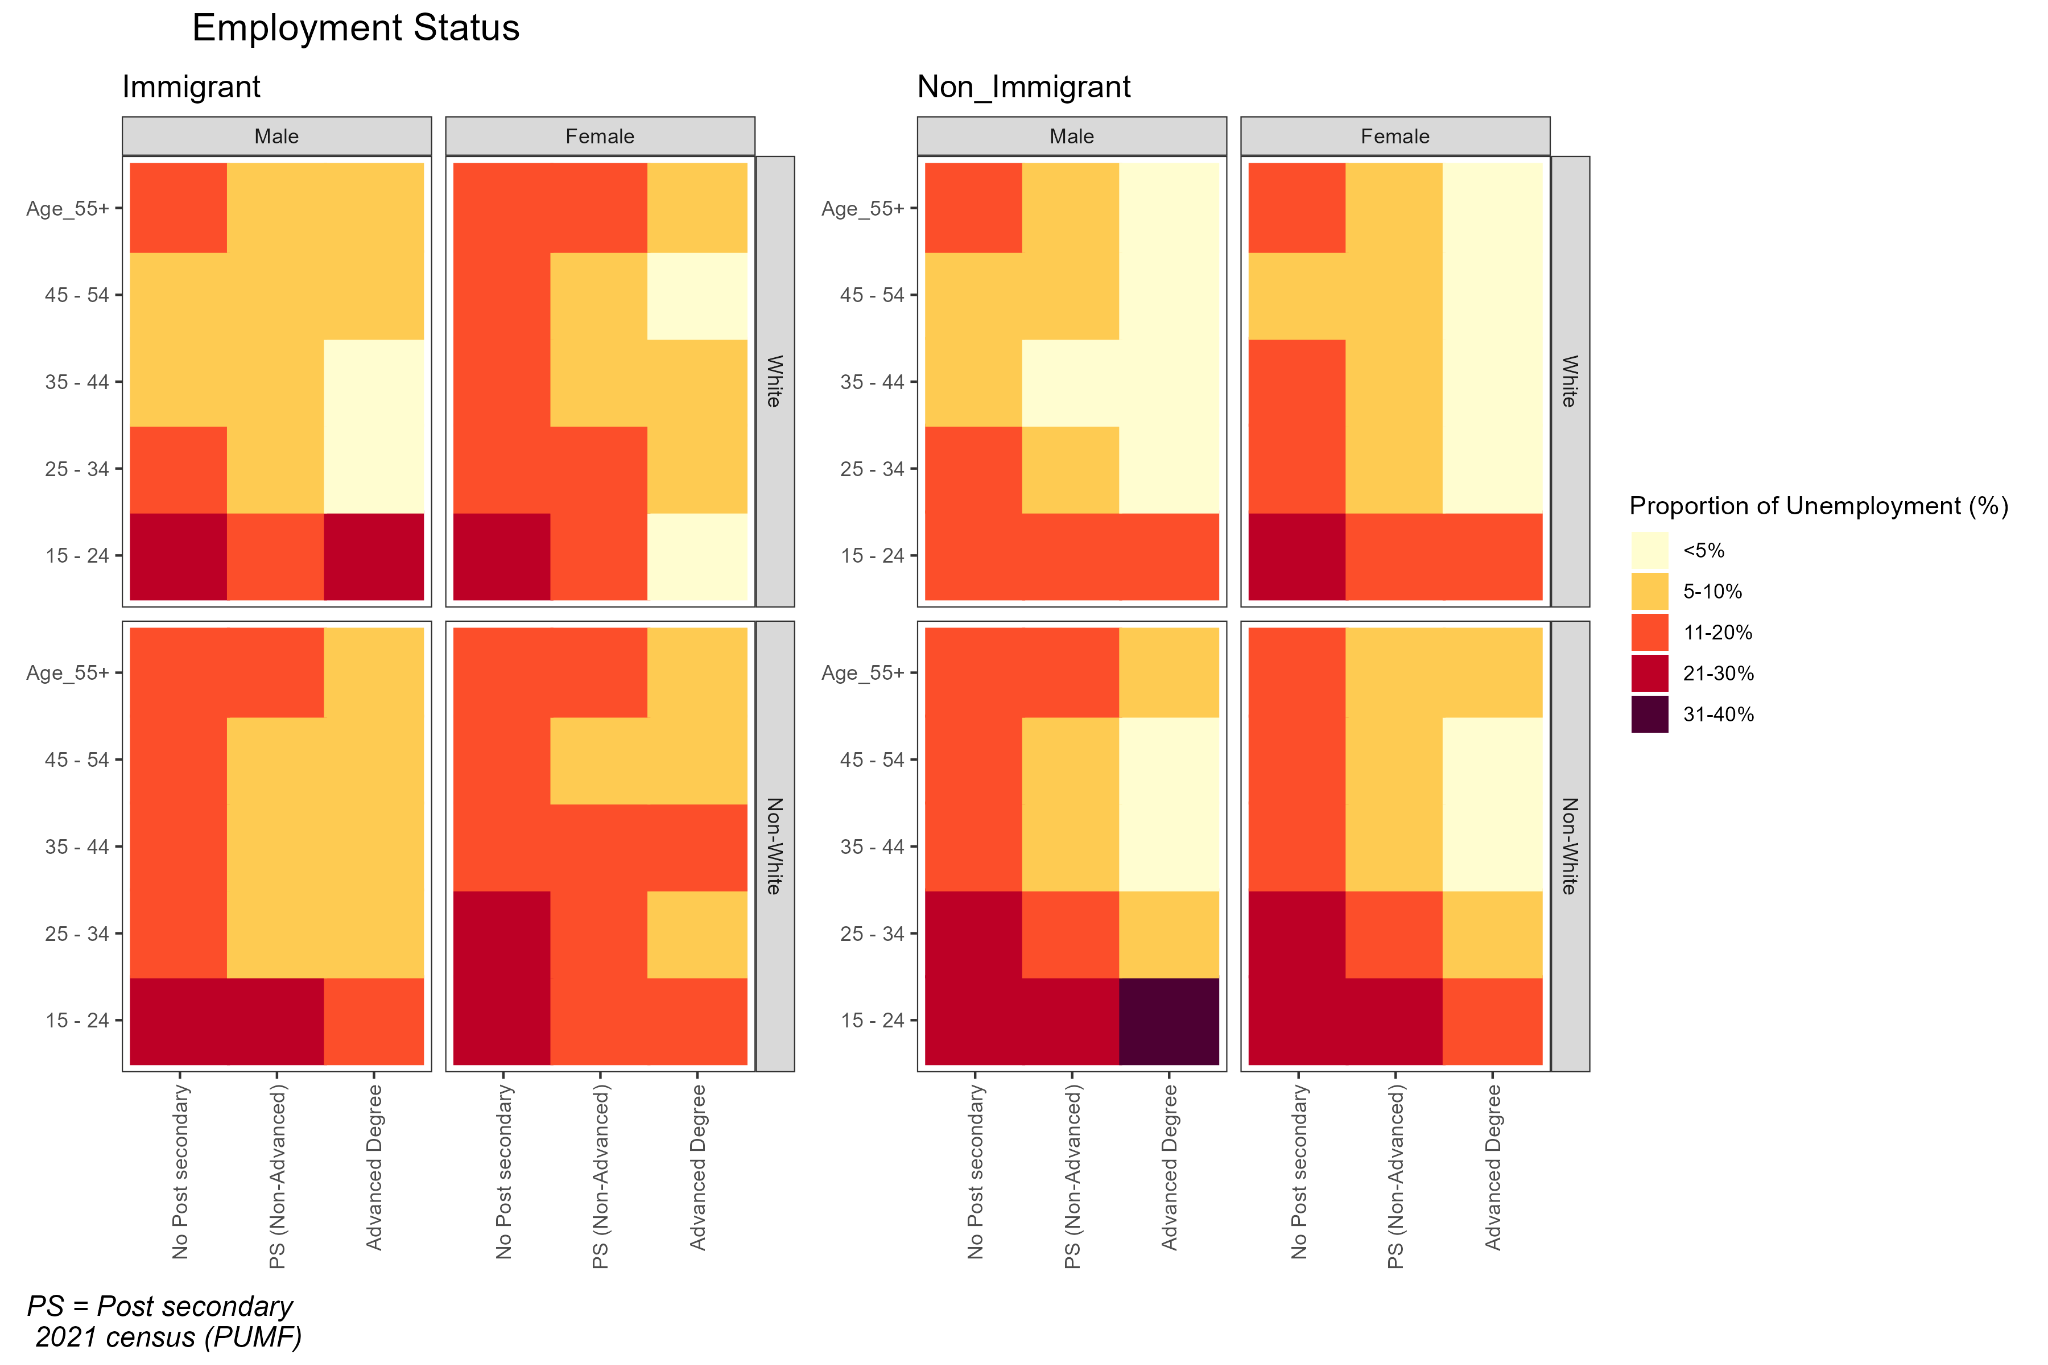 Employment Status
Immigrant
Non_Immigrant
Male
Female
Male
Female
Age_55+
45 - 54
35 - 44
25 - 34
15 - 24
White
Age_55+
45 - 54
35 - 44
25 - 34
15 - 24
White
Age_55+
45 - 54
35 - 44
25 - 34
15 - 24
Non-White
Age_55+
45 - 54
35 - 44
25 - 34
15 - 24
Non-White
No Post secondary
PS (Non-Advanced)
Advanced Degree
No Post secondary
PS (Non-Advanced)
Advanced Degree
No Post secondary
PS (Non-Advanced)
Advanced Degree
No Post secondary
PS (Non-Advanced)
Advanced Degree
Proportion of Unemployment (%)
<5%
5-10%
11-20%
21-30%
31-40%
PS = Post secondary
2021 census (PUMF)